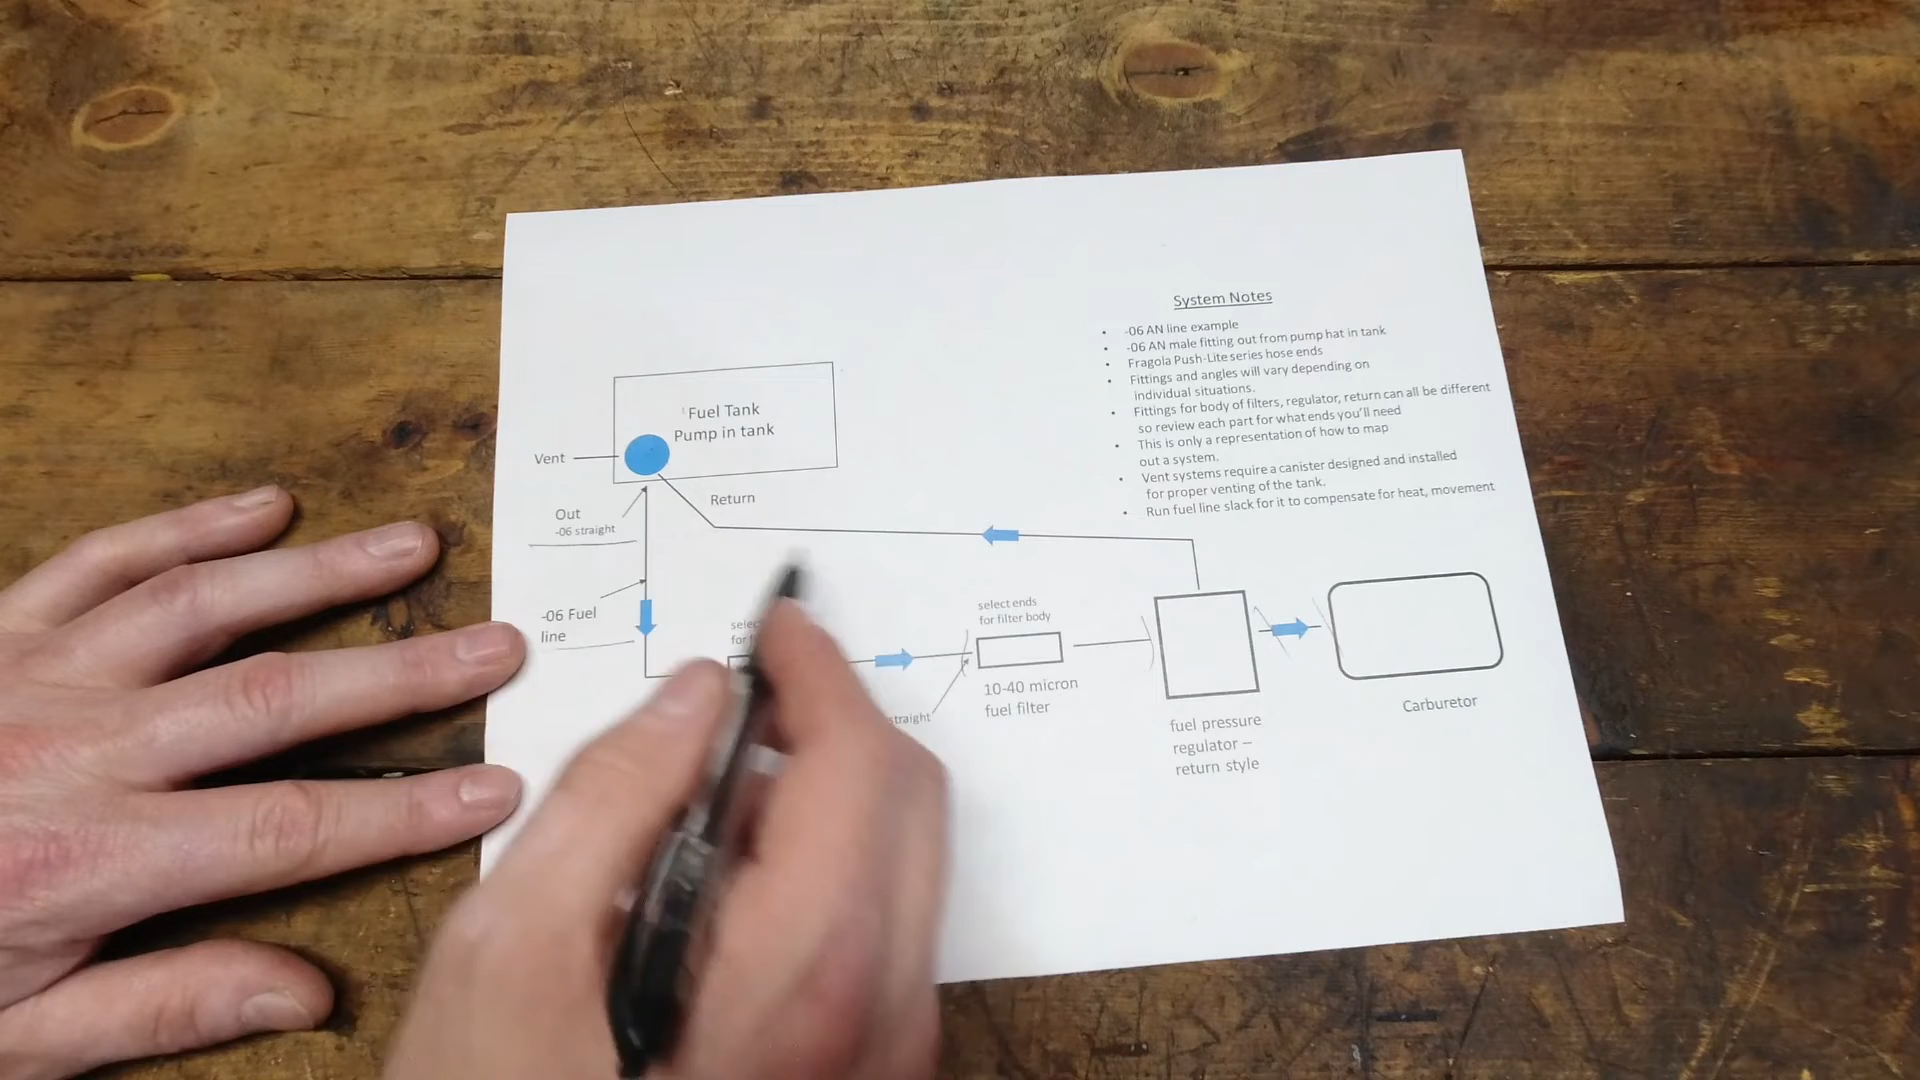 System Notes
• -06 AN line example
• -06 AN male fitting out from pump hat in tank
• Fragola Push-Lite series hose ends
• Fittings and angles will vary depending on
individual situations.
• Fittings for body of filters, regulator, return can all be different
so review each part for what ends you'll need
• This is only a representation of how to map
out a system.
• Vent systems require a canister designed and installed
for proper venting of the tank.
• Run fuel line slack for it to compensate for heat, movement
Fuel Tank
Pump in tank
Vent
Return
Out
-06 straight
-06 Fuel
line
select ends
for filter body
10-40 micron
fuel filter
straight
fuel pressure
regulator –
return style
Carburetor